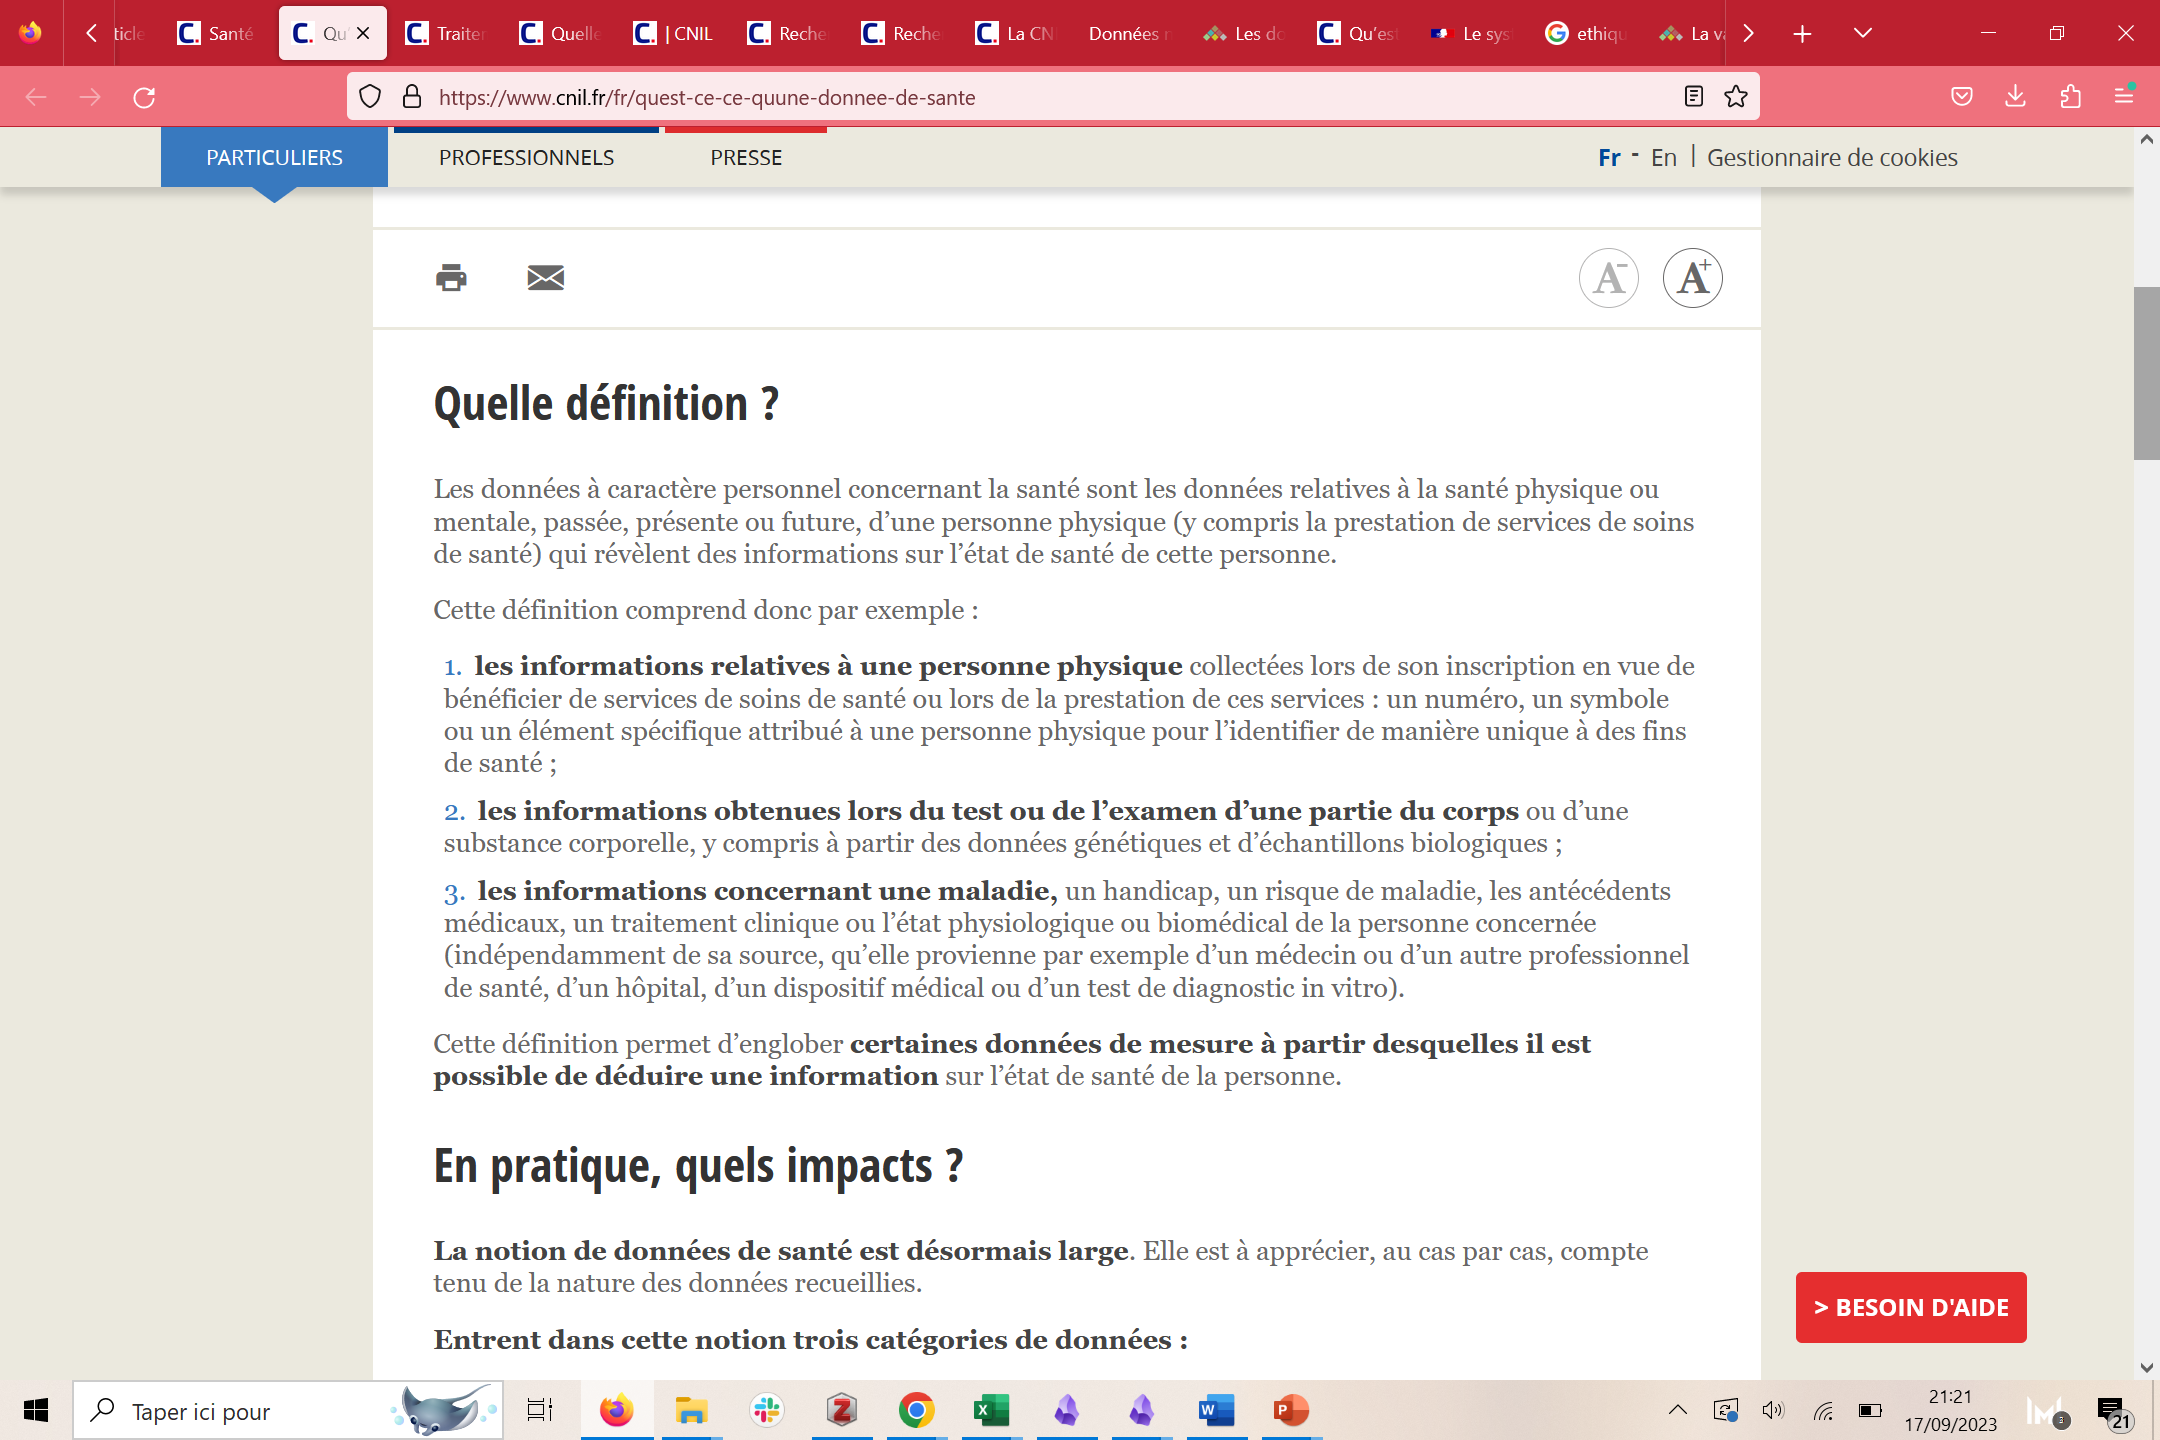 Santé
Qu'
Traiter
Quelle
| CNIL
Reche
Reche
La CN
Données
Les do
Qu'es
Le sys
ethiqu
La va
https://www.cnil.fr/fr/quest-ce-ce-quune-donnee-de-sante
PARTICULIERS PROFESSIONNELS PRESSE
Fr - En | Gestionnaire de cookies
A- A+
Quelle définition ?
Les données à caractère personnel concernant la santé sont les données relatives à la santé physique ou
mentale, passée, présente ou future, d'une personne physique (y compris la prestation de services de soins
de santé) qui révèlent des informations sur l'état de santé de cette personne.
Cette définition comprend donc par exemple :
1. les informations relatives à une personne physique collectées lors de son inscription en vue de
bénéficier de services de soins de santé ou lors de la prestation de ces services : un numéro, un symbole
ou un élément spécifique attribué à une personne physique pour l'identifier de manière unique à des fins
de santé ;
2. les informations obtenues lors du test ou de l'examen d'une partie du corps ou d'une
substance corporelle, y compris à partir des données génétiques et d'échantillons biologiques ;
3. les informations concernant une maladie, un handicap, un risque de maladie, les antécédents
médicaux, un traitement clinique ou l'état physiologique ou biomédical de la personne concernée
(indépendamment de sa source, qu'elle provienne par exemple d'un médecin ou d'un autre professionnel
de santé, d'un hôpital, d'un dispositif médical ou d'un test de diagnostic in vitro).
Cette définition permet d'englober certaines données de mesure à partir desquelles il est
possible de déduire une information sur l'état de santé de la personne.
En pratique, quels impacts ?
La notion de données de santé est désormais large. Elle est à apprécier, au cas par cas, compte
tenu de la nature des données recueillies.
Entrent dans cette notion trois catégories de données :
> BESOIN D'AIDE
Taper ici pour
21:21
17/09/2023
21